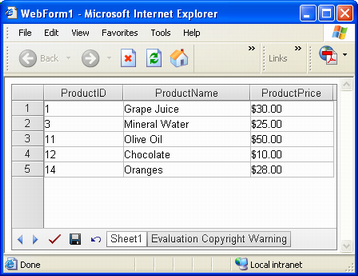 WebForm1 - Microsoft Internet Explorer
File Edit View Favorites Tools Help
Back Links
ProductID ProductName ProductPrice
1 1 Grape Juice $30.00
2 3 Mineral Water $25.00
3 11 Olive Oil $50.00
4 12 Chocolate $10.00
5 14 Oranges $28.00
Sheet1 Evaluation Copyright Warning
Done Local intranet